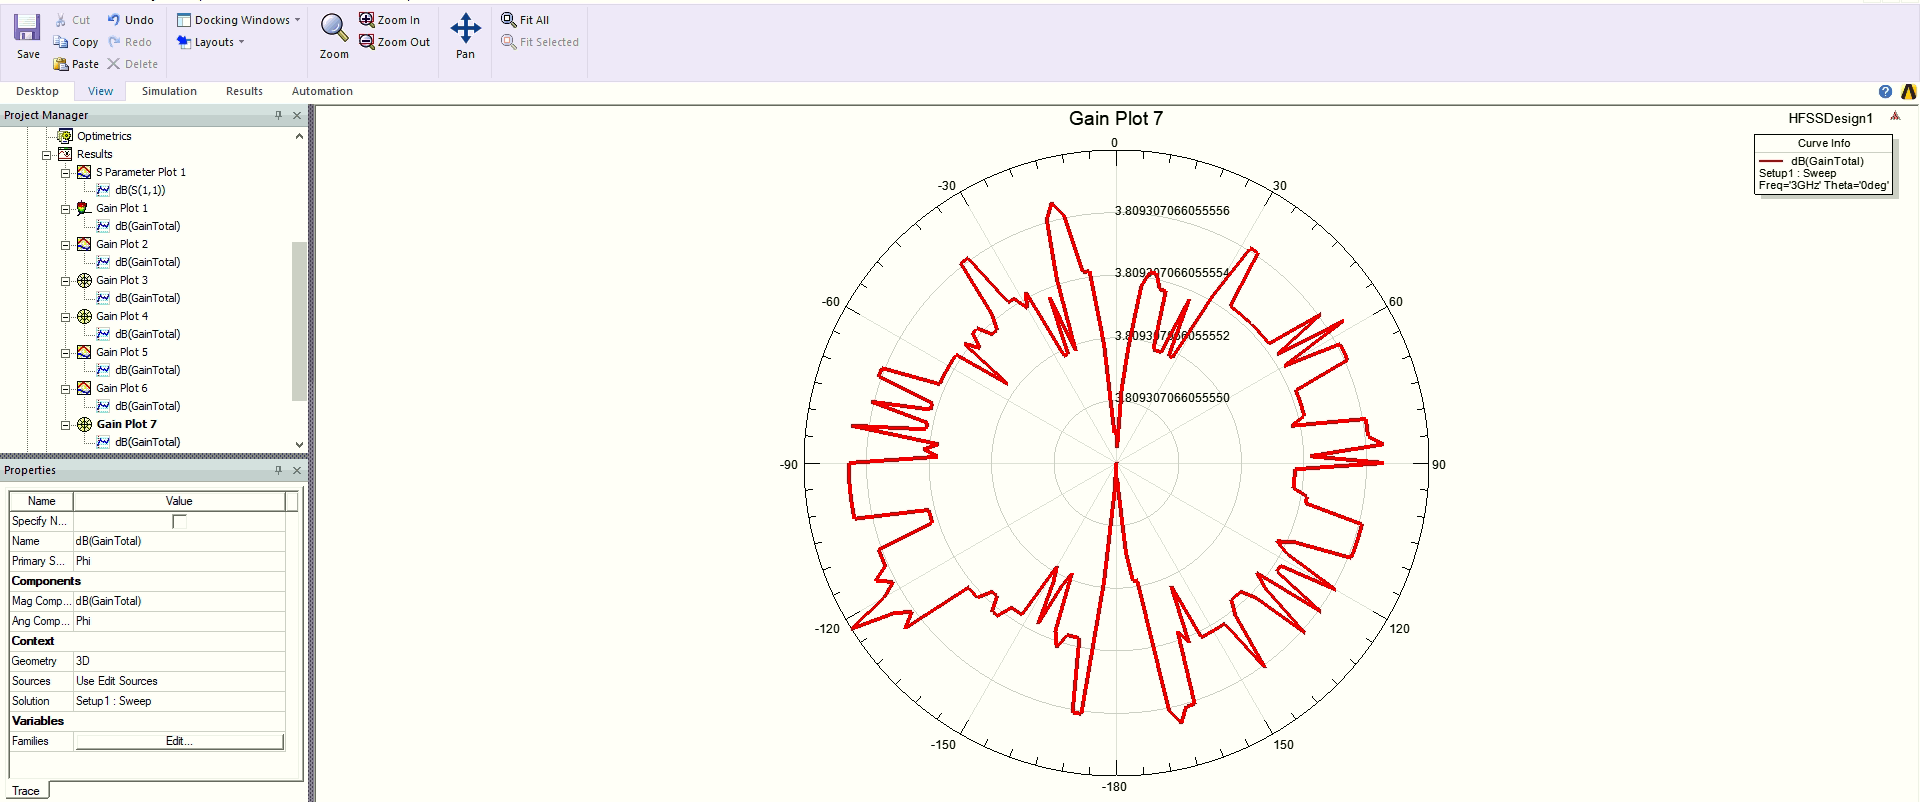 Save
Cut
Copy
Paste
Undo
Redo
Delete
Docking Windows
Layouts
Zoom
Zoom In
Zoom Out
Pan
Fit All
Fit Selected
Desktop View Simulation Results Automation
Project Manager
Optimetrics
Results
S Parameter Plot 1
dB(S(1,1))
Gain Plot 1
dB(GainTotal)
Gain Plot 2
dB(GainTotal)
Gain Plot 3
dB(GainTotal)
Gain Plot 4
dB(GainTotal)
Gain Plot 5
dB(GainTotal)
Gain Plot 6
dB(GainTotal)
Gain Plot 7
dB(GainTotal)
Properties
Name Value
Specify N...
Name dB(GainTotal)
Primary S... Phi
Components
Mag Comp... dB(GainTotal)
Ang Comp... Phi
Context
Geometry 3D
Sources Use Edit Sources
Solution Setup1 : Sweep
Variables
Families Edit...
Trace
Gain Plot 7
HFSSDesign1
Curve Info
dB(GainTotal)
Setup1 : Sweep
Freq='3GHz' Theta='0deg'
0
-30
30
3.809307066055556
3.809307066055554
-60
60
3.809307066055552
3.809307066055550
-90
90
-120
120
-150
150
-180